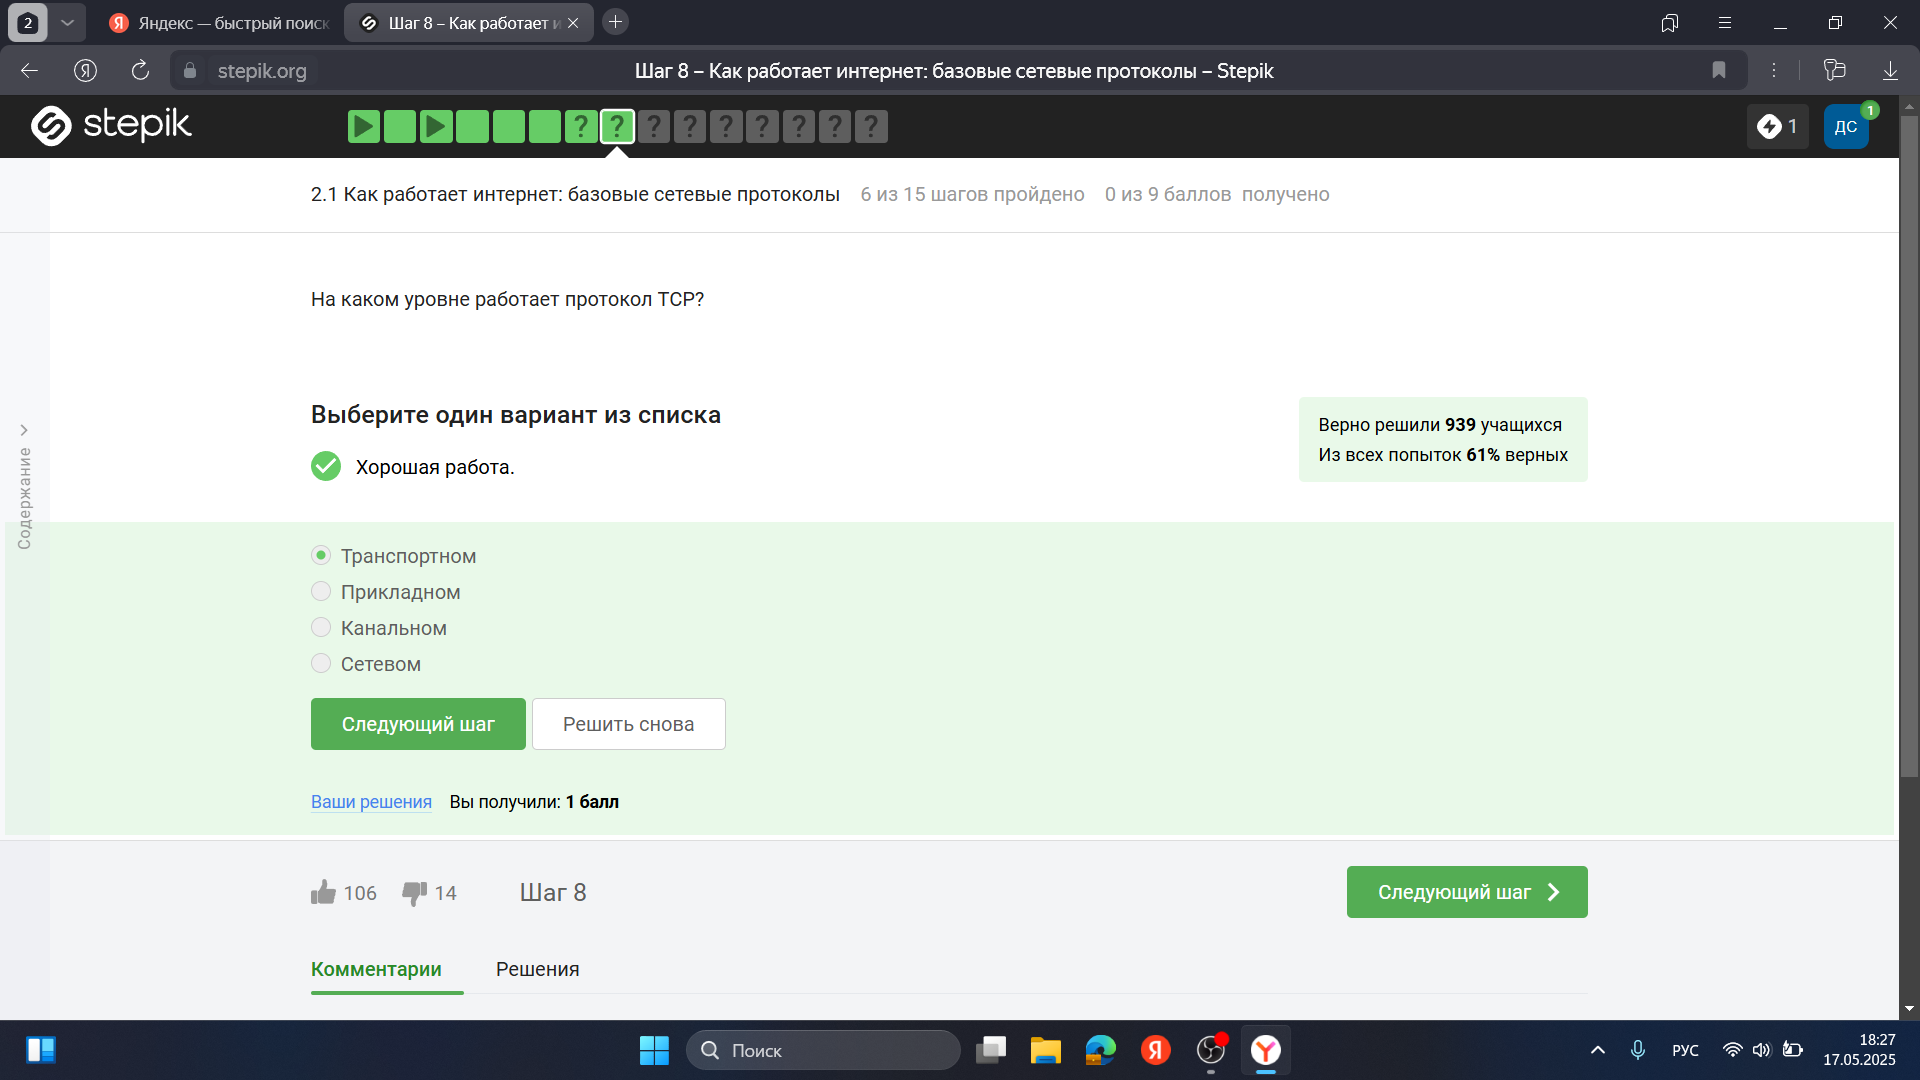 2
Яндекс — быстрый поиск
Шаг 8 – Как работает и
stepik.org
Шаг 8 – Как работает интернет: базовые сетевые протоколы – Stepik
stepik
? ? ? ? ? ? ? ? ?
1
ДС
1
2.1 Как работает интернет: базовые сетевые протоколы 6 из 15 шагов пройдено 0 из 9 баллов получено
На каком уровне работает протокол TCP?
Содержание
Выберите один вариант из списка
Хорошая работа.
Верно решили 939 учащихся
Из всех попыток 61% верных
Транспортном
Прикладном
Канальном
Сетевом
Следующий шаг
Решить снова
Ваши решения Вы получили: 1 балл
106
14
Шаг 8
Следующий шаг
Комментарии
Решения
Поиск
РУС
18:27
17.05.2025